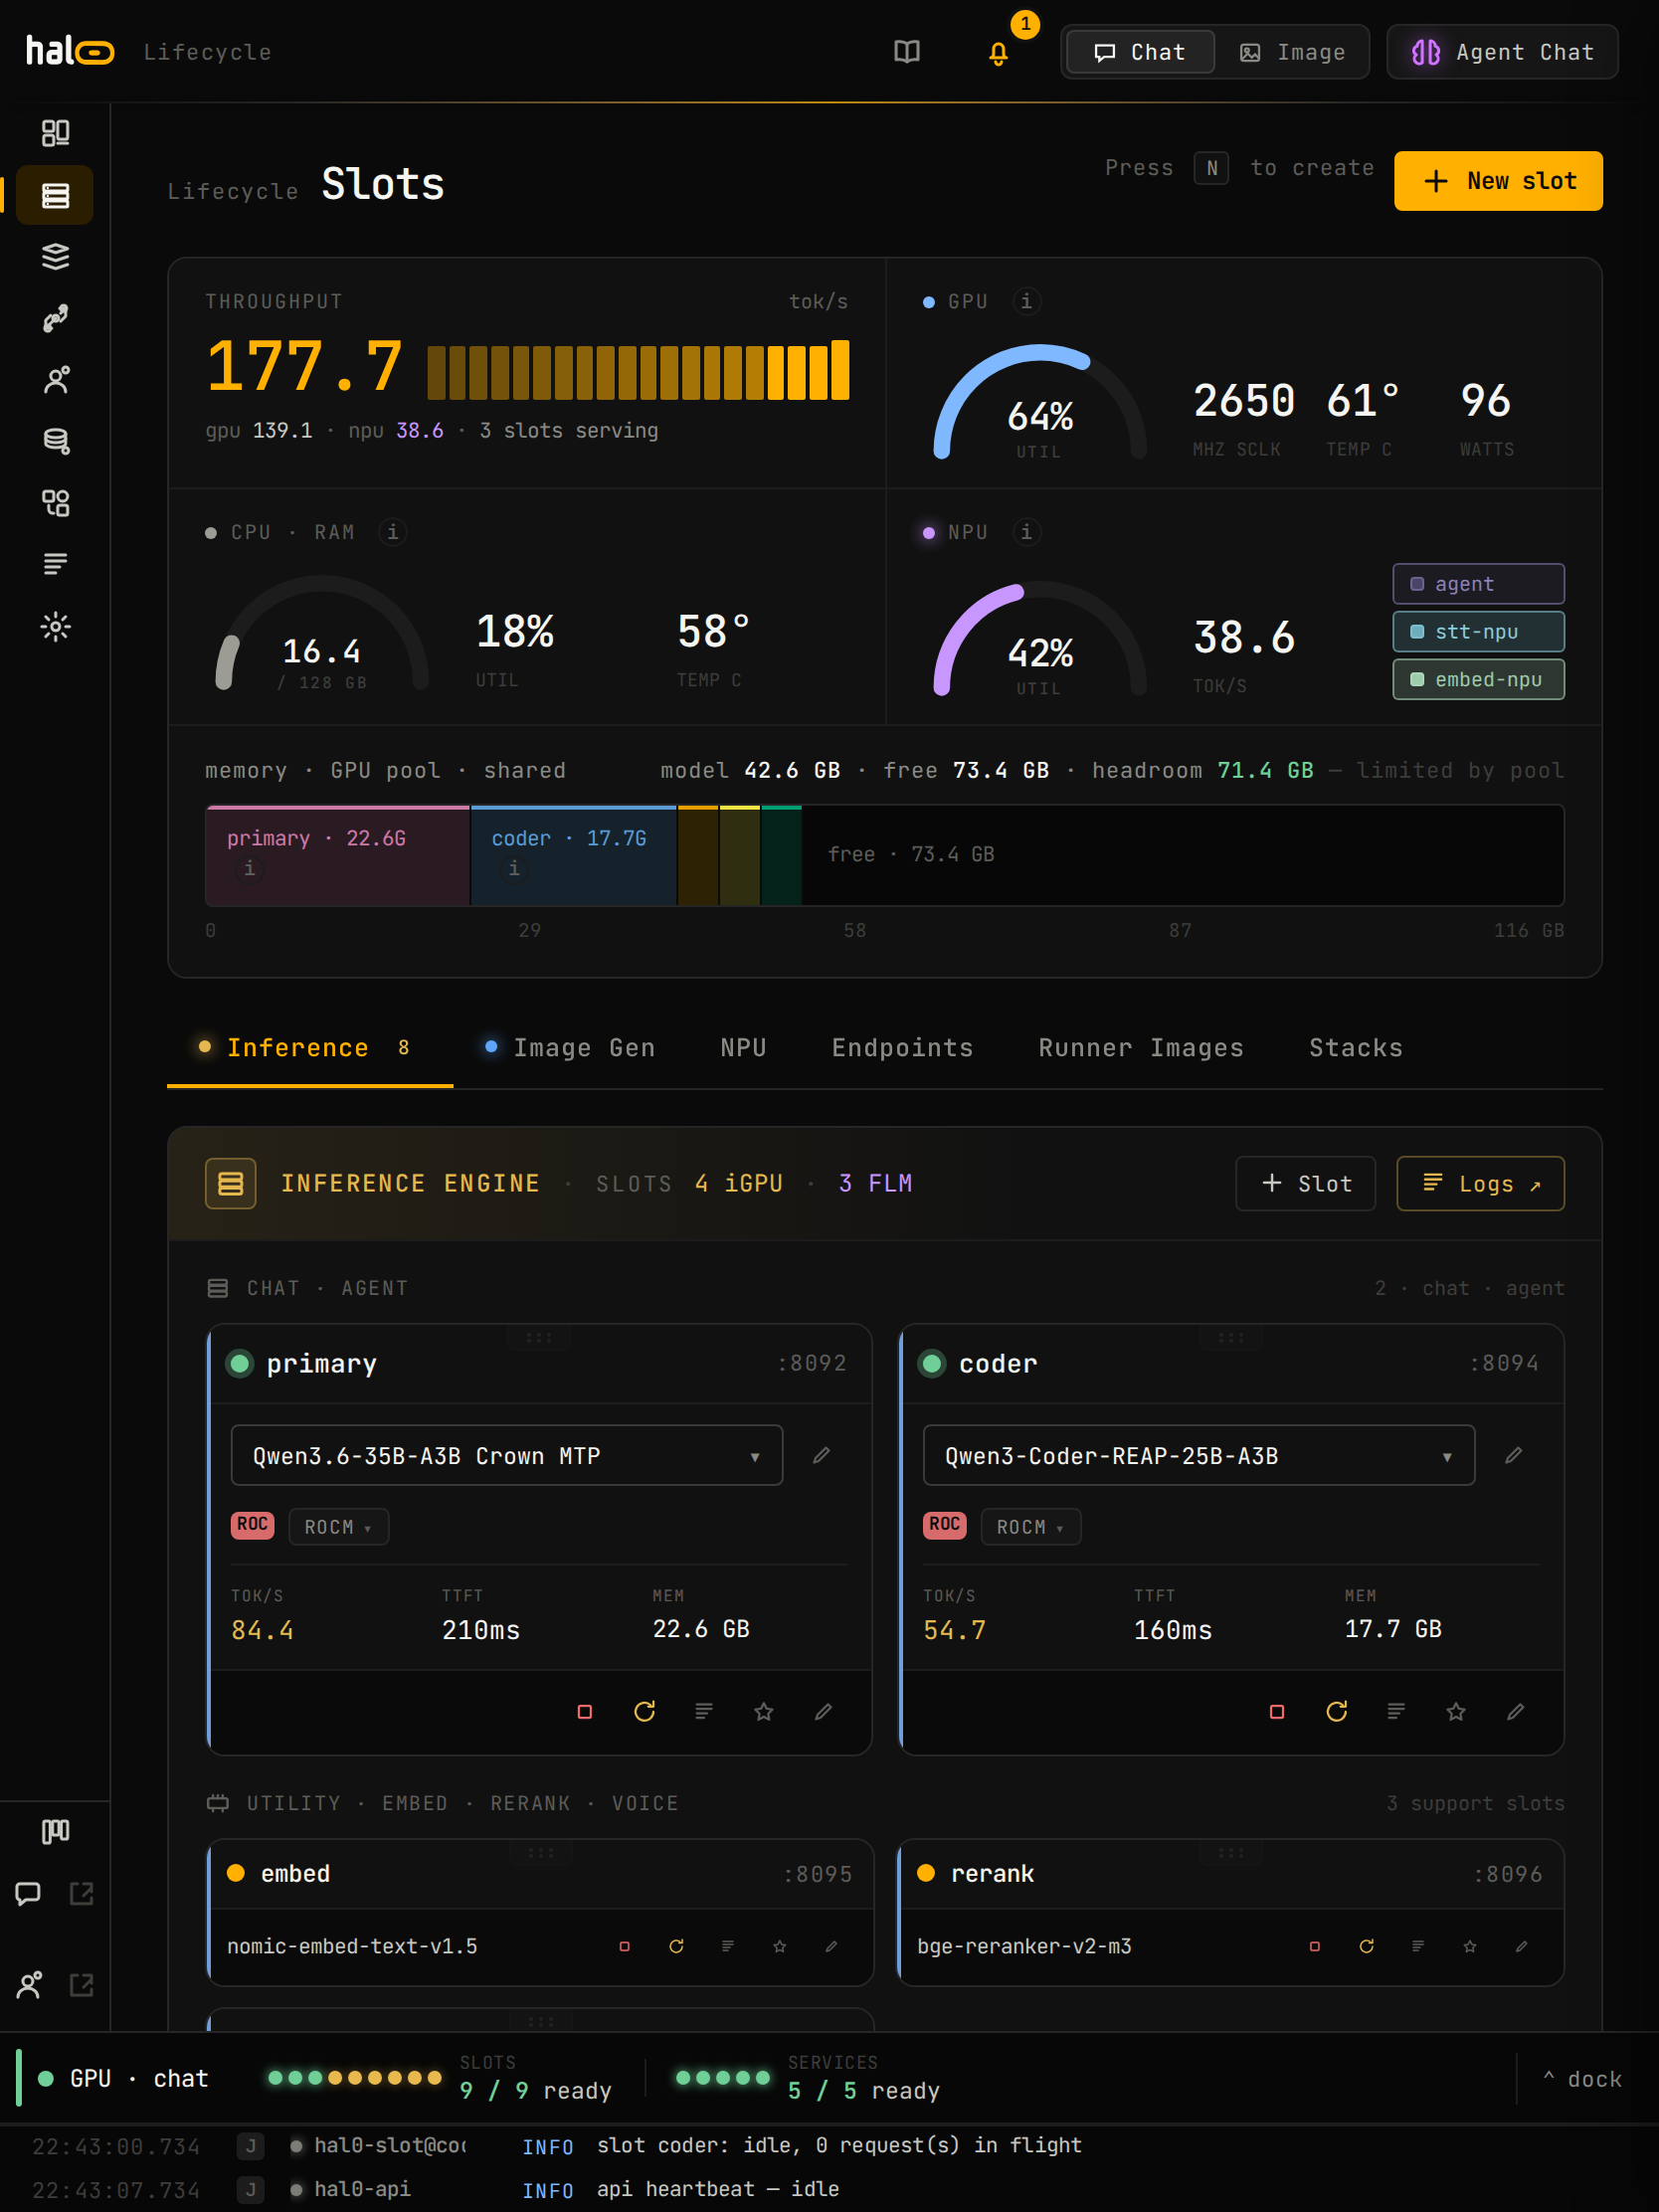 hal0 Lifecycle 1 Chat Image Agent Chat
Lifecycle Slots Press N to create + New slot
THROUGHPUT tok/s
177.7
gpu 139.1 · npu 38.6 · 3 slots serving
GPU i
64%
UTIL
2650 61° 96
MHZ SCLK TEMP C WATTS
CPU · RAM i
16.4
/ 128 GB
18% 58°
UTIL TEMP C
NPU i
42%
UTIL
38.6
TOK/S
agent
stt-npu
embed-npu
memory · GPU pool · shared model 42.6 GB · free 73.4 GB · headroom 71.4 GB — limited by pool
primary · 22.6G i
coder · 17.7G i
free · 73.4 GB
0 29 58 87 116 GB
Inference 8 Image Gen NPU Endpoints Runner Images Stacks
INFERENCE ENGINE · SLOTS 4 iGPU · 3 FLM + Slot Logs ↗
CHAT · AGENT 2 · chat · agent
primary :8092
Qwen3.6-35B-A3B Crown MTP ▾
ROC ROCM ▾
TOK/S TTFT MEM
84.4 210ms 22.6 GB
coder :8094
Qwen3-Coder-REAP-25B-A3B ▾
ROC ROCM ▾
TOK/S TTFT MEM
54.7 160ms 17.7 GB
UTILITY · EMBED · RERANK · VOICE 3 support slots
embed :8095
nomic-embed-text-v1.5
rerank :8096
bge-reranker-v2-m3
GPU · chat
SLOTS
9 / 9 ready
SERVICES
5 / 5 ready
^ dock
22:43:00.734 J hal0-slot@co INFO slot coder: idle, 0 request(s) in flight
22:43:07.734 J hal0-api INFO api heartbeat — idle